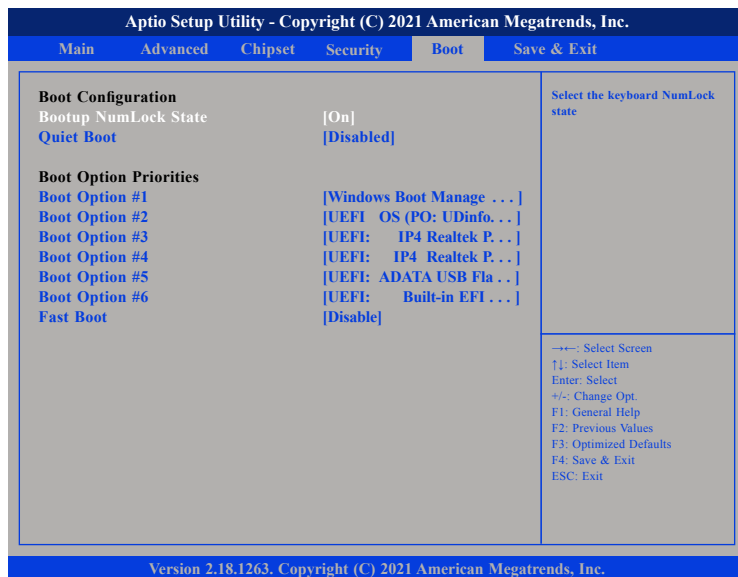 Aptio Setup Utility - Copyright (C) 2021 American Megatrends, Inc.
Main Advanced Chipset Security Boot Save & Exit
Boot Configuration
Bootup NumLock State [On]
Quiet Boot [Disabled]
Boot Option Priorities
Boot Option #1 [Windows Boot Manage . . . ]
Boot Option #2 [UEFI OS (PO: UDinfo. . . ]
Boot Option #3 [UEFI: IP4 Realtek P. . . ]
Boot Option #4 [UEFI: IP4 Realtek P. . . ]
Boot Option #5 [UEFI: ADATA USB Fla . . ]
Boot Option #6 [UEFI: Built-in EFI . . . ]
Fast Boot [Disable]
Select the keyboard NumLock
state
→←: Select Screen
↑↓: Select Item
Enter: Select
+/-: Change Opt.
F1: General Help
F2: Previous Values
F3: Optimized Defaults
F4: Save & Exit
ESC: Exit
Version 2.18.1263. Copyright (C) 2021 American Megatrends, Inc.